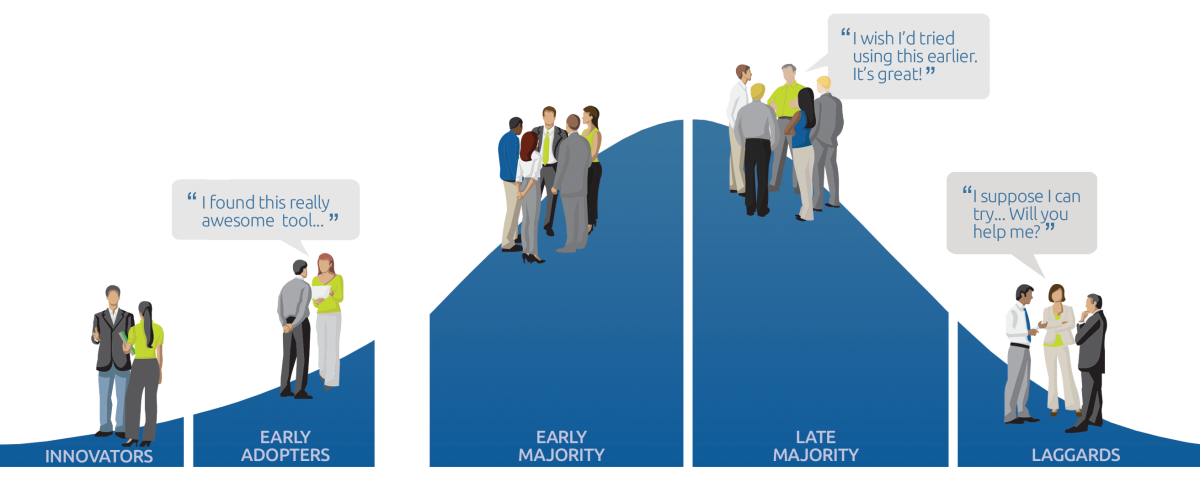 “I wish I’d tried
using this earlier.
It’s great!”
“I found this really
awesome tool...”
“I suppose I can
try... Will you
help me?”
INNOVATORS
EARLY
ADOPTERS
EARLY
MAJORITY
LATE
MAJORITY
LAGGARDS